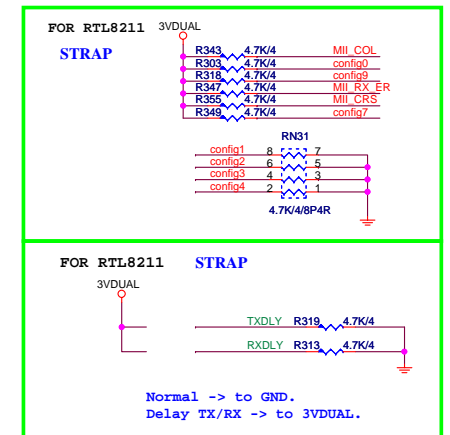 FOR RTL8211 3VDUAL
STRAP
R343 4.7K/4 MII_COL
R303 4.7K/4 config0
R318 4.7K/4 config9
R347 4.7K/4 MII_RX_ER
R355 4.7K/4 MII_CRS
R349 4.7K/4 config7
RN31
config1 8 7
config2 6 5
config3 4 3
config4 2 1
4.7K/4/8P4R
FOR RTL8211 STRAP
3VDUAL
TXDLY R319 4.7K/4
RXDLY R313 4.7K/4
Normal -> to GND.
Delay TX/RX -> to 3VDUAL.